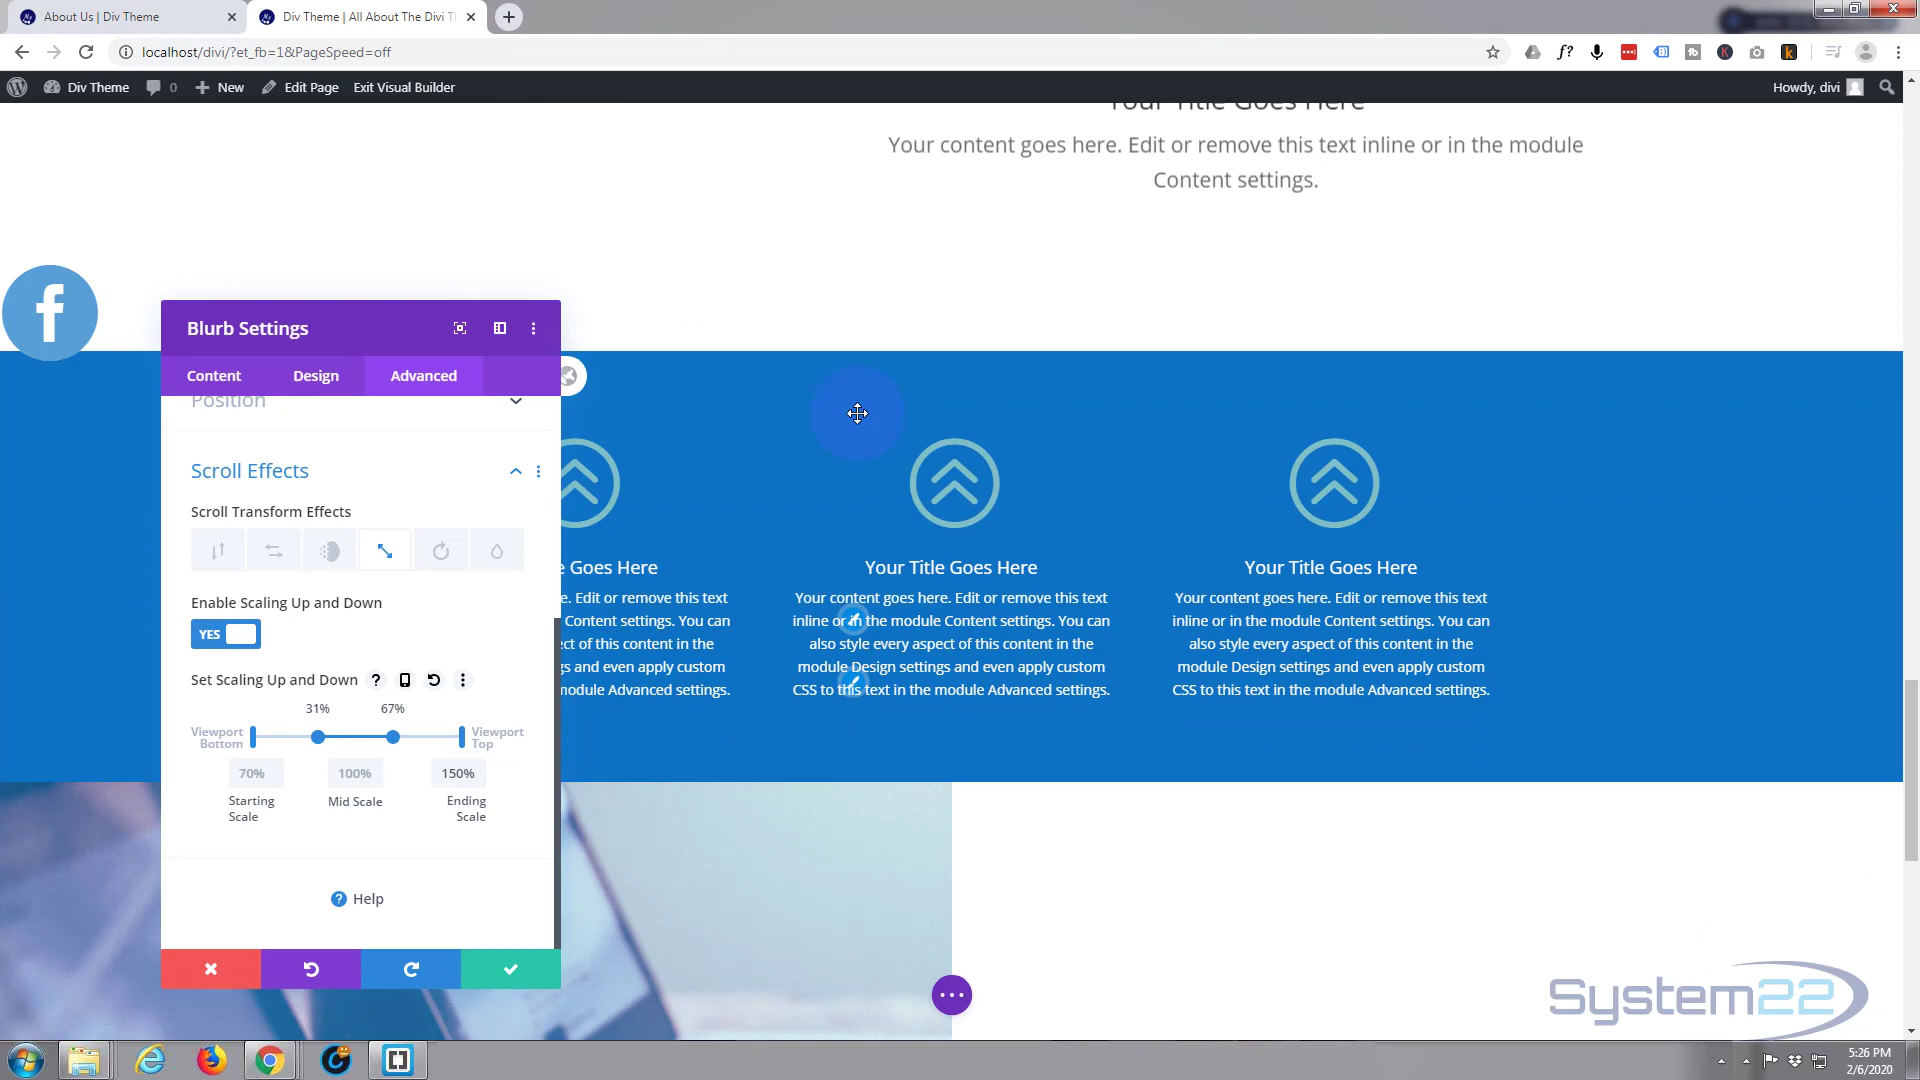 About Us | Div Theme
Div Theme | All About The Divi Th
localhost/divi/?et_fb=1&PageSpeed=off
Div Theme
0
New
Edit Page
Exit Visual Builder
Howdy, divi
Your Title Goes Here
Your content goes here. Edit or remove this text inline or in the module
Content settings.
Blurb Settings
Content
Design
Advanced
Position
Scroll Effects
Scroll Transform Effects
Enable Scaling Up and Down
YES
Set Scaling Up and Down
31%
67%
Viewport
Bottom
Viewport
Top
70%
100%
150%
Starting
Scale
Mid Scale
Ending
Scale
Help
e Goes Here
e. Edit or remove this text
Content settings. You can
ct of this content in the
gs and even apply custom
module Advanced settings.
Your Title Goes Here
Your content goes here. Edit or remove this text
inline or in the module Content settings. You can
also style every aspect of this content in the
module Design settings and even apply custom
CSS to this text in the module Advanced settings.
Your Title Goes Here
Your content goes here. Edit or remove this text
inline or in the module Content settings. You can
also style every aspect of this content in the
module Design settings and even apply custom
CSS to this text in the module Advanced settings.
System22
5:26 PM
2/6/2020